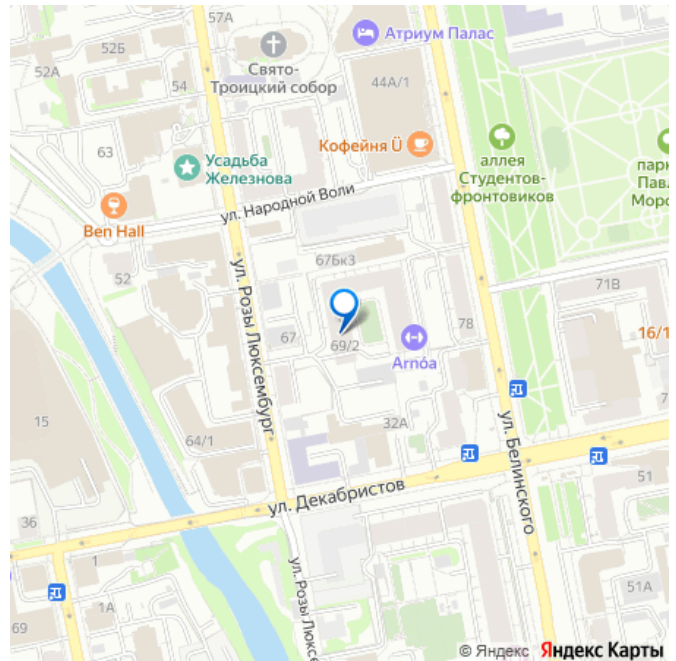 57А
52Б
52А
54
Свято-
Троицкий собор
Атриум Палас
44А/1
63
Усадьба
Железнова
Кофейня Ü
аллея
Студентов-
фронтовиков
парк
Павл
Моро
Ben Hall
ул. Народной Воли
52
67Бк3
71В
ул. Розы Люксембург
67
69/2
Arnóa
78
16/1
7
15
64/1
32А
ул. Белинского
ул. Декабристов
51
36
1
1А
ул. Розы Люксем
51А
69
© Яндекс Яндекс Карты